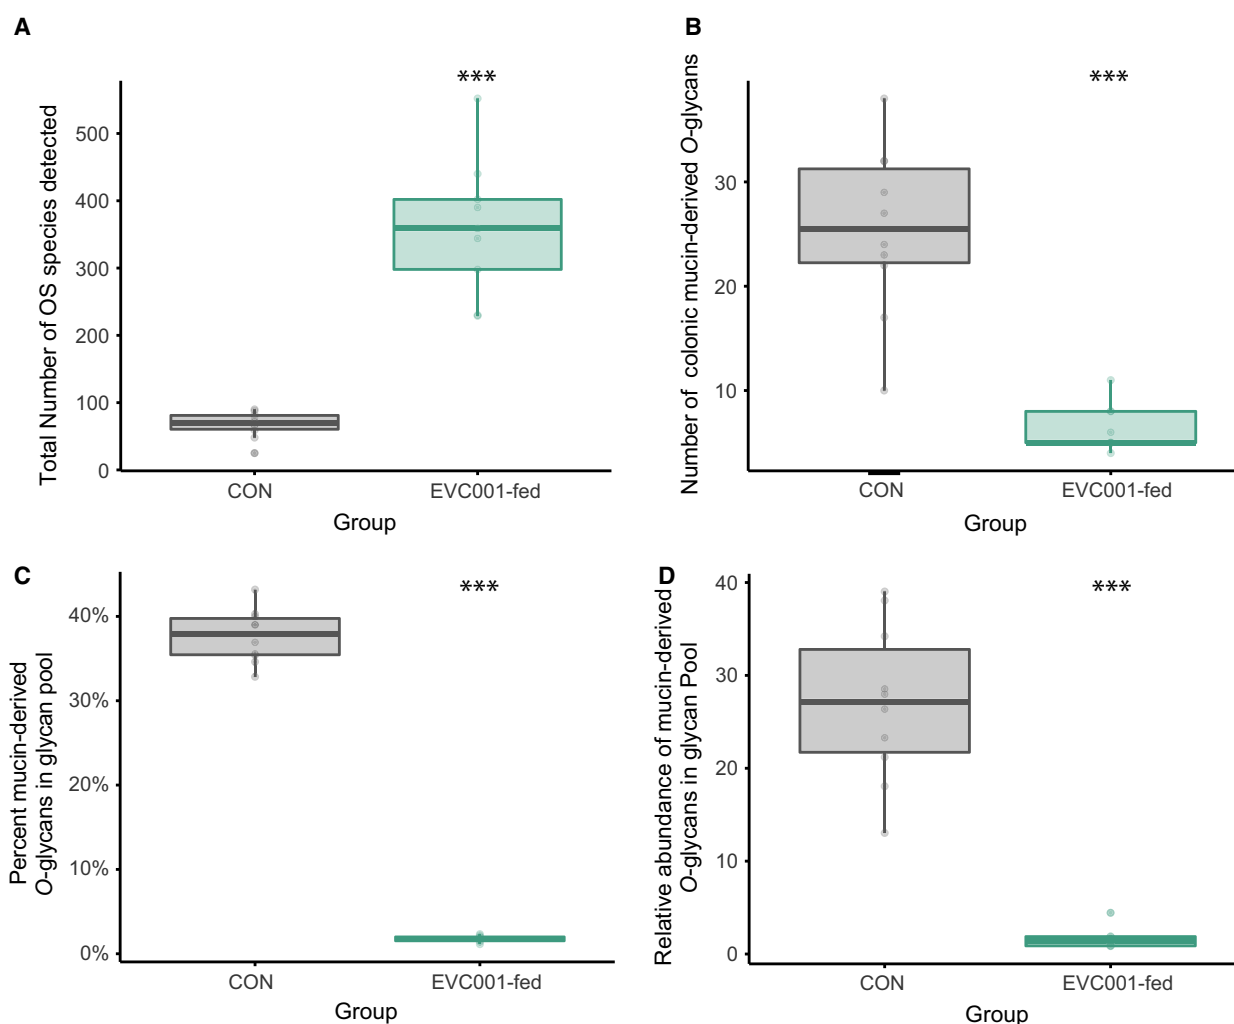 A
Total Number of OS species detected
500
400
300
200
100
0
***
CON
EVC001-fed
Group
B
Number of colonic mucin-derived O-glycans
30
20
10
***
CON
EVC001-fed
Group
C
Percent mucin-derived
O-glycans in glycan pool
40%
30%
20%
10%
0%
***
CON
EVC001-fed
Group
D
Relative abundance of mucin-derived
O-glycans in glycan Pool
40
30
20
10
0
***
CON
EVC001-fed
Group